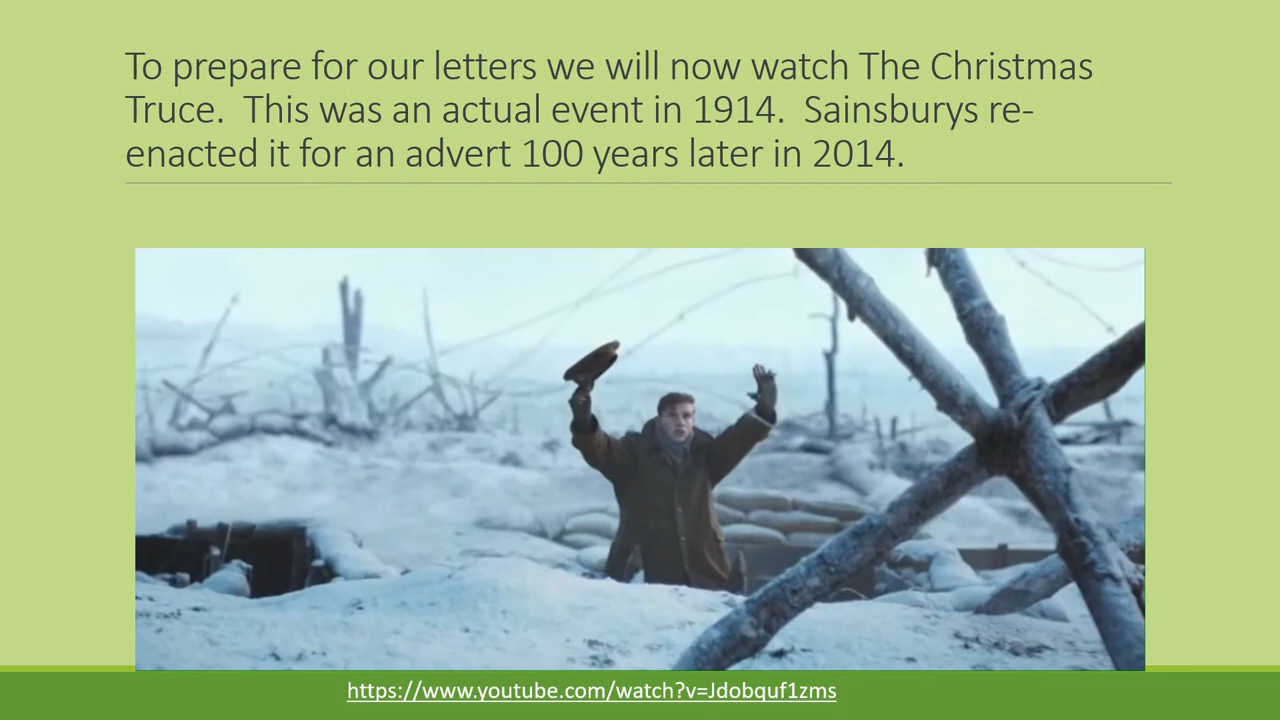 To prepare for our letters we will now watch The Christmas
Truce.  This was an actual event in 1914.  Sainsburys re-
enacted it for an advert 100 years later in 2014.
https://www.youtube.com/watch?v=Jdobquf1zms